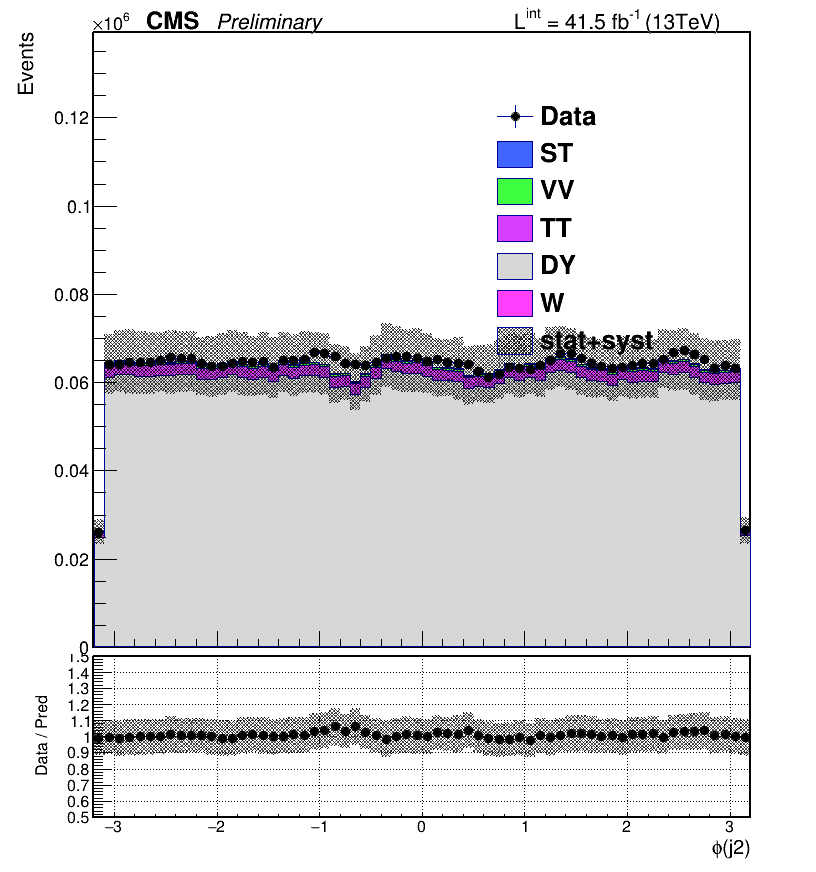 ×10⁶ CMS Preliminary L^int = 41.5 fb⁻¹ (13TeV)
Events
0.12
0.1
0.08
0.06
0.04
0.02
0
Data
ST
VV
TT
DY
W
stat+syst
Data / Pred
1.5
1.4
1.3
1.2
1.1
1
0.9
0.8
0.7
0.6
0.5
−3 −2 −1 0 1 2 3
ϕ(j2)